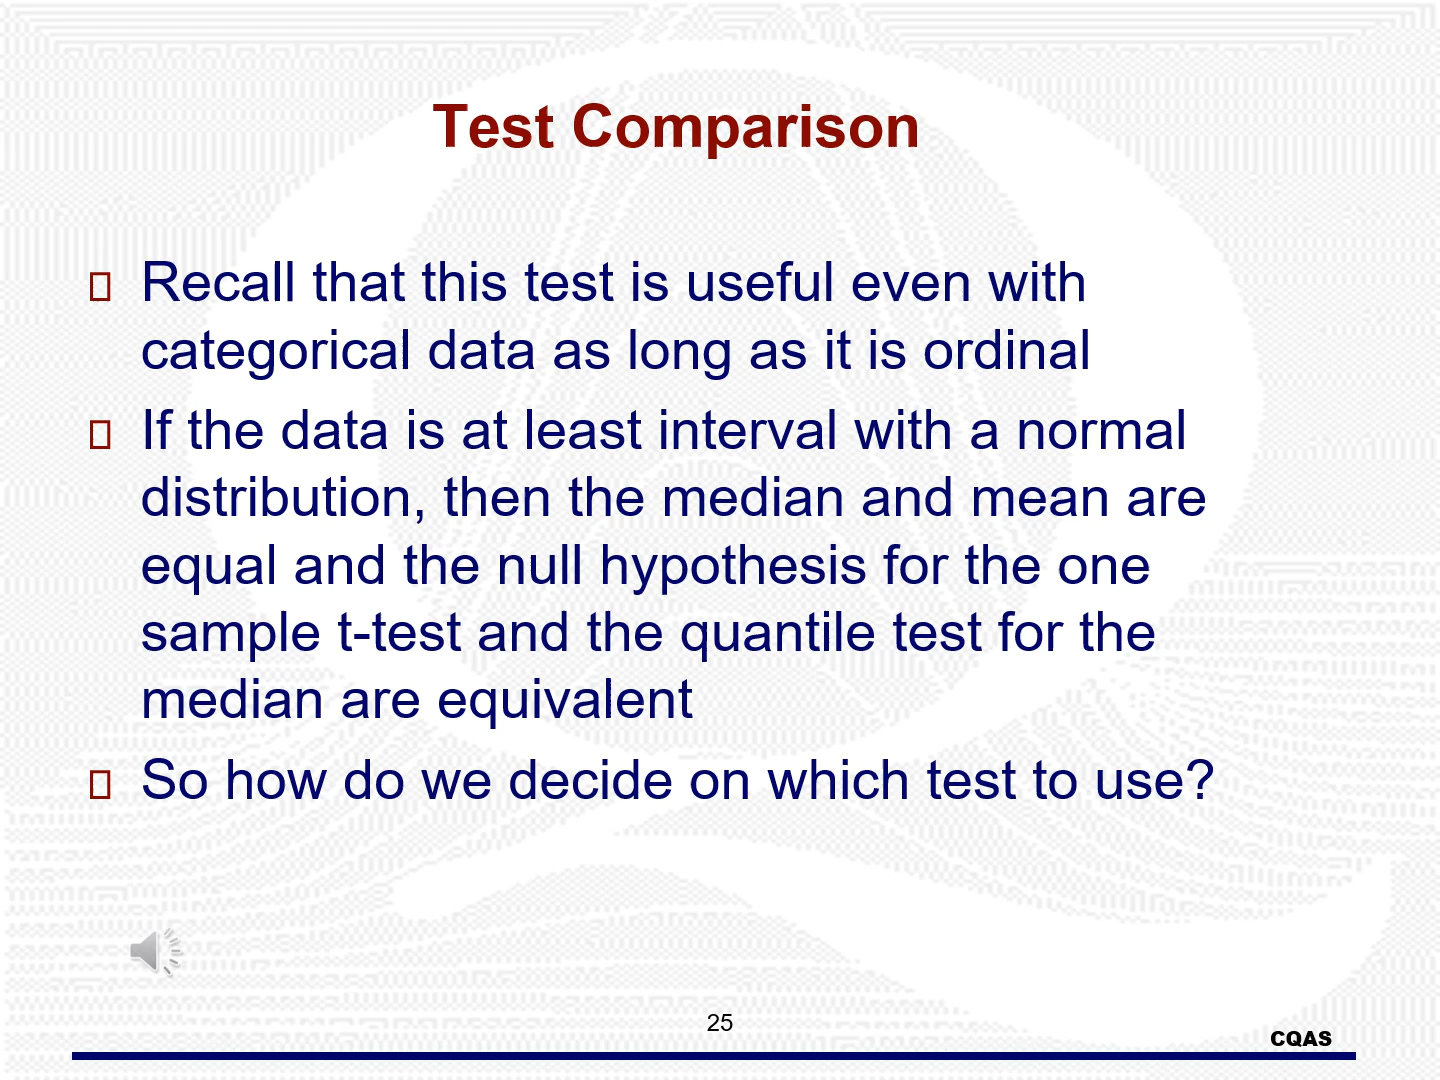 Test Comparison
Recall that this test is useful even with
categorical data as long as it is ordinal
If the data is at least interval with a normal
distribution, then the median and mean are
equal and the null hypothesis for the one
sample t-test and the quantile test for the
median are equivalent
So how do we decide on which test to use?
25
CQAS